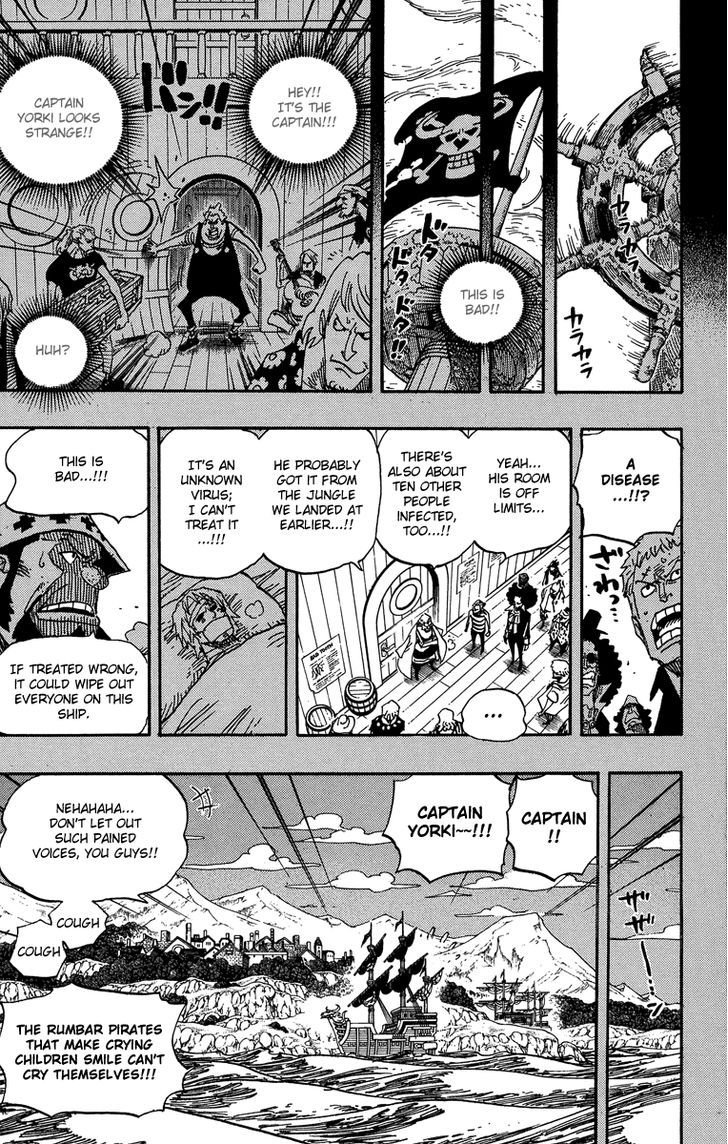 カラ
カラ
カラカラ
ドタ
ドタ
ドタ!!
THIS IS
BAD!!
HEY!!
IT'S THE
CAPTAIN!!!
バンッ!!
CAPTAIN
YORKI LOOKS
STRANGE!!
HUH?
A
DISEASE
...!!?
ざわっ…
YEAH...
HIS ROOM
IS OFF
LIMITS...
THERE'S
ALSO ABOUT
TEN OTHER
PEOPLE
INFECTED,
TOO...!!
...
HE PROBABLY
GOT IT FROM
THE JUNGLE
WE LANDED AT
EARLIER...!!
IT'S AN
UNKNOWN
VIRUS;
I CAN'T
TREAT IT
...!!!
THIS IS
BAD...!!!
IF TREATED WRONG,
IT COULD WIPE OUT
EVERYONE ON THIS
SHIP.
ザザ
CAPTAIN
!!
CAPTAIN
YORKI~~!!!
NEHAHAHA...
DON'T LET OUT
SUCH PAINED
VOICES, YOU GUYS!!
COUGH
COUGH
THE RUMBAR PIRATES
THAT MAKE CRYING
CHILDREN SMILE CAN'T
CRY THEMSELVES!!!